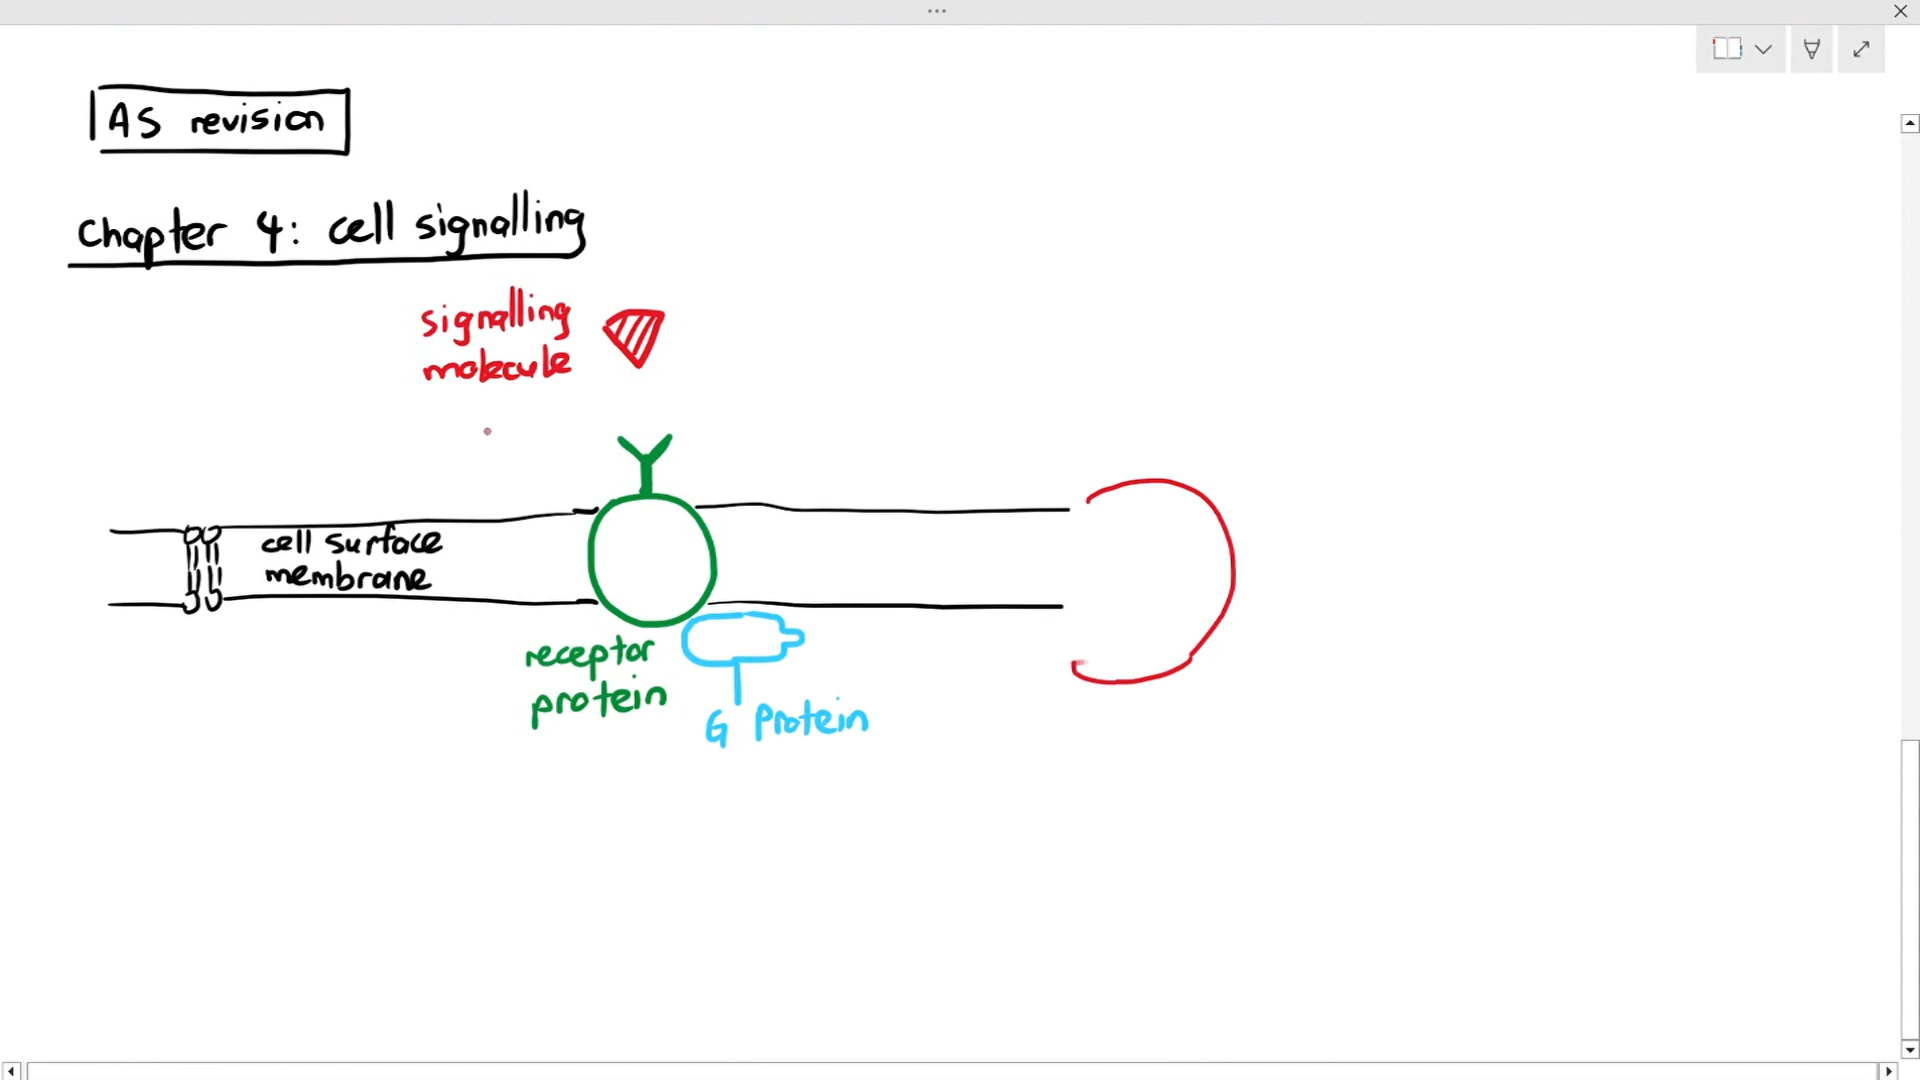 AS revision
Chapter 4: cell signalling
signalling
molecule
cell surface
membrane
receptor
protein
G Protein